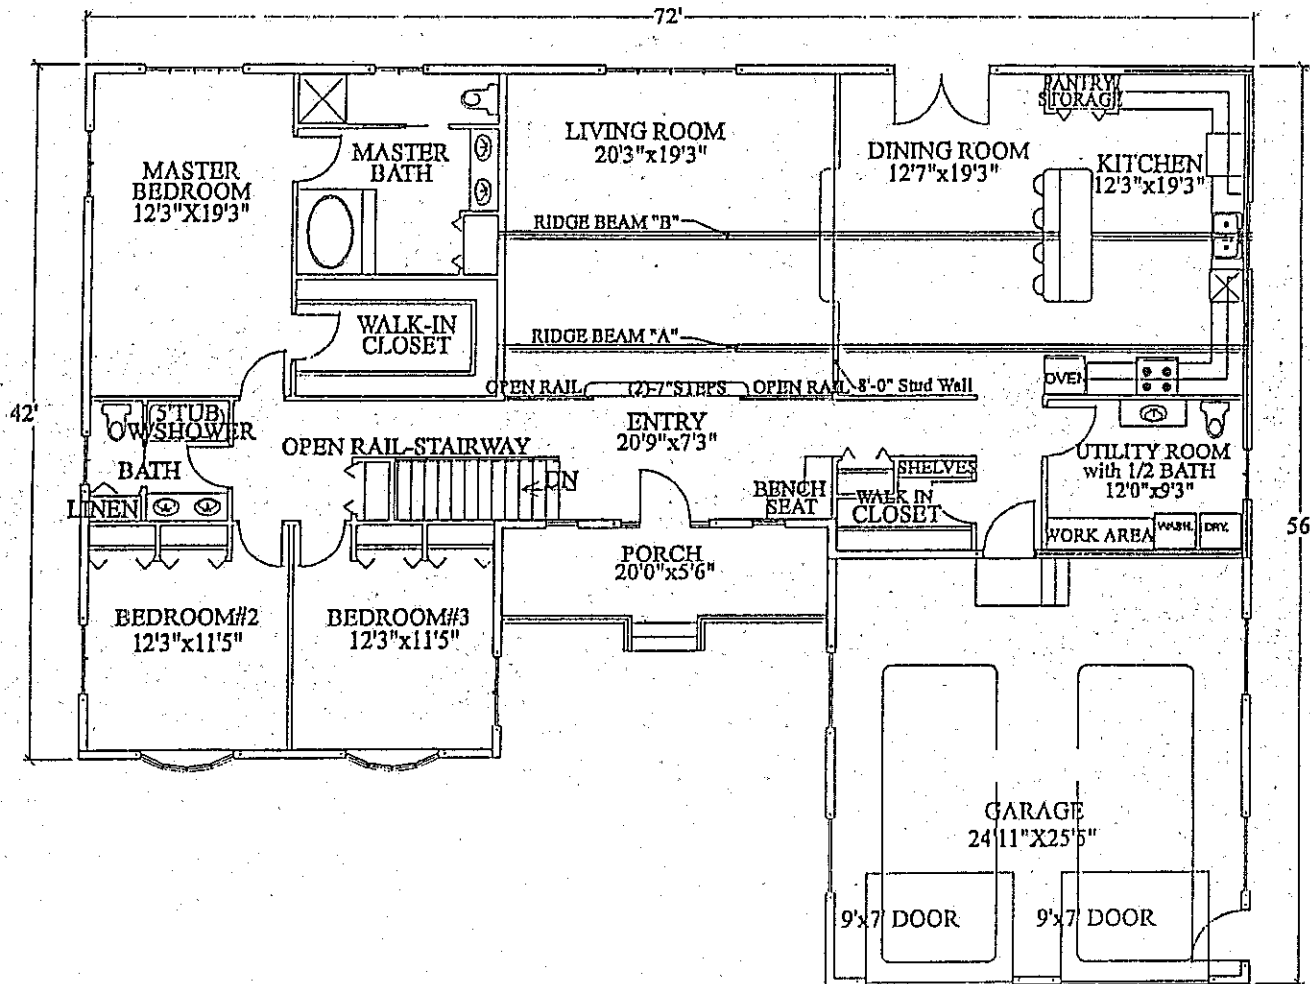 72'
PANTRY
STORAGE
LIVING ROOM
20'3"x19'3"
MASTER
BATH
DINING ROOM
12'7"x19'3"
KITCHEN
12'3"x19'3"
MASTER
BEDROOM
12'3"X19'3"
RIDGE BEAM "B"
WALK-IN
CLOSET
RIDGE BEAM "A"
OVEN
OPEN RAIL
(2)-7" STEPS
OPEN RAIL
8'-0" Stud Wall
42'
5'TUB
W/SHOWER
ENTRY
20'9"x7'3"
OPEN RAIL-STAIRWAY
BATH
UTILITY ROOM
with 1/2 BATH
12'0"x9'3"
SHELVES
DN
BENCH
SEAT
WALK IN
CLOSET
LINEN
WORK AREA
WASH.
DRY.
56
PORCH
20'0"x5'6"
BEDROOM#2
12'3"x11'5"
BEDROOM#3
12'3"x11'5"
GARAGE
24'11"X25'5"
9'x7' DOOR
9'x7' DOOR